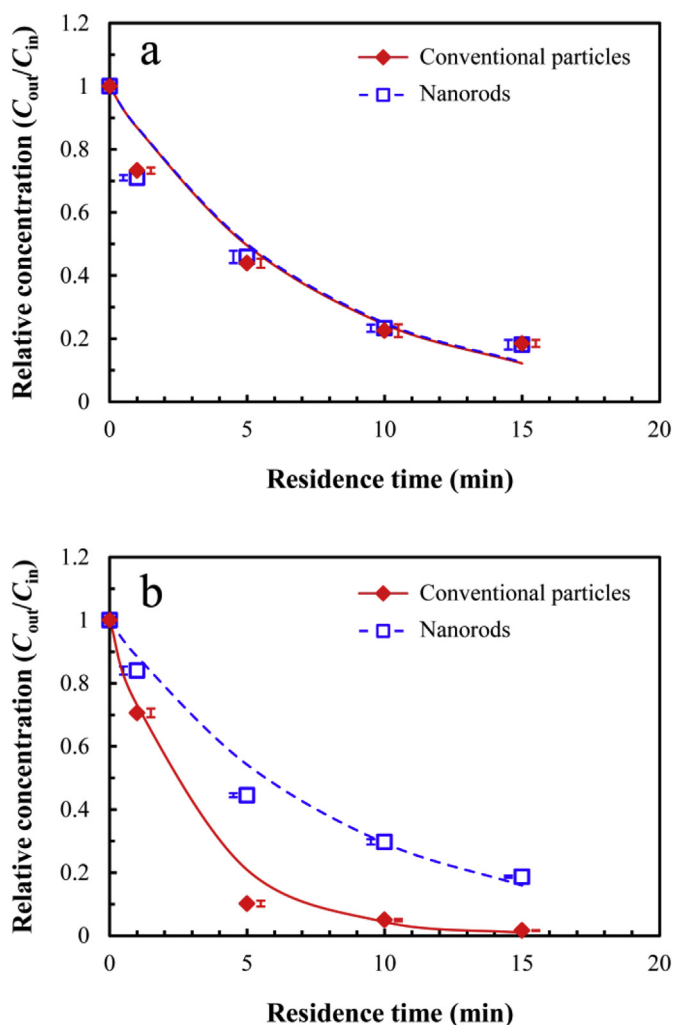 1.2
a
Conventional particles
1
Nanorods
0.8
0.6
0.4
0.2
0
0 5 10 15 20
Relative concentration (Cout/Cin)
Residence time (min)
1.2
b
Conventional particles
1
Nanorods
0.8
0.6
0.4
0.2
0
0 5 10 15 20
Relative concentration (Cout/Cin)
Residence time (min)